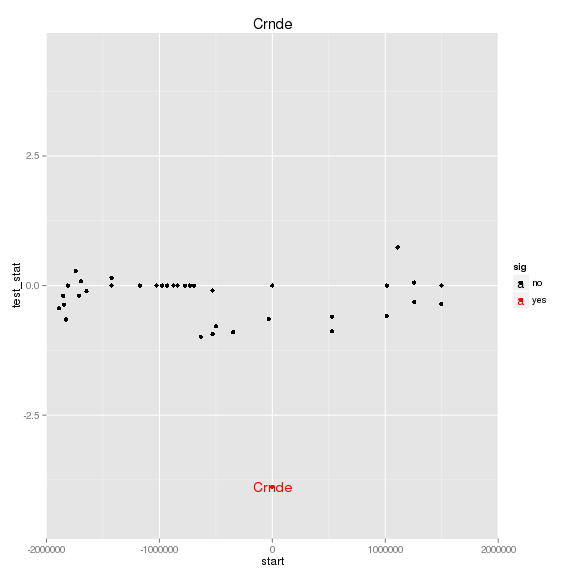 Crnde
2.5
0.0
-2.5
test_stat
Crnde
-2000000
-1000000
0
1000000
2000000
start
sig
a no
a yes